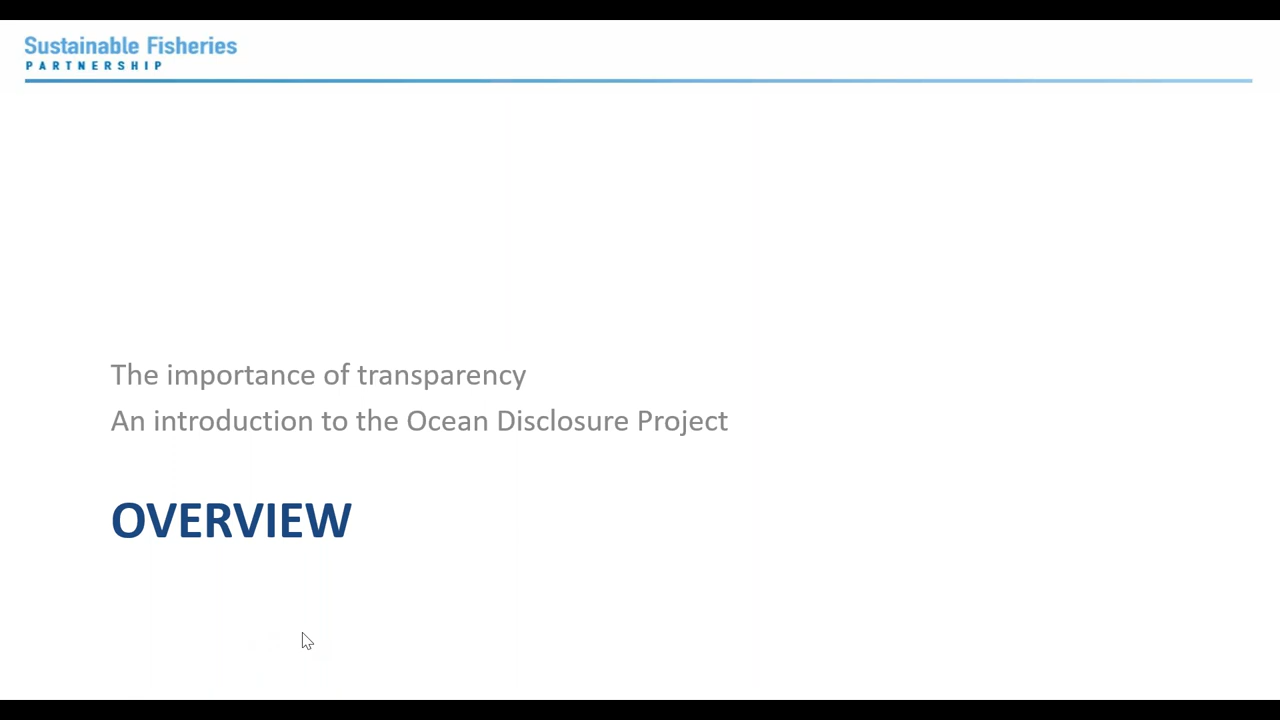 Sustainable Fisheries
PARTNERSHIP
The importance of transparency
An introduction to the Ocean Disclosure Project
OVERVIEW